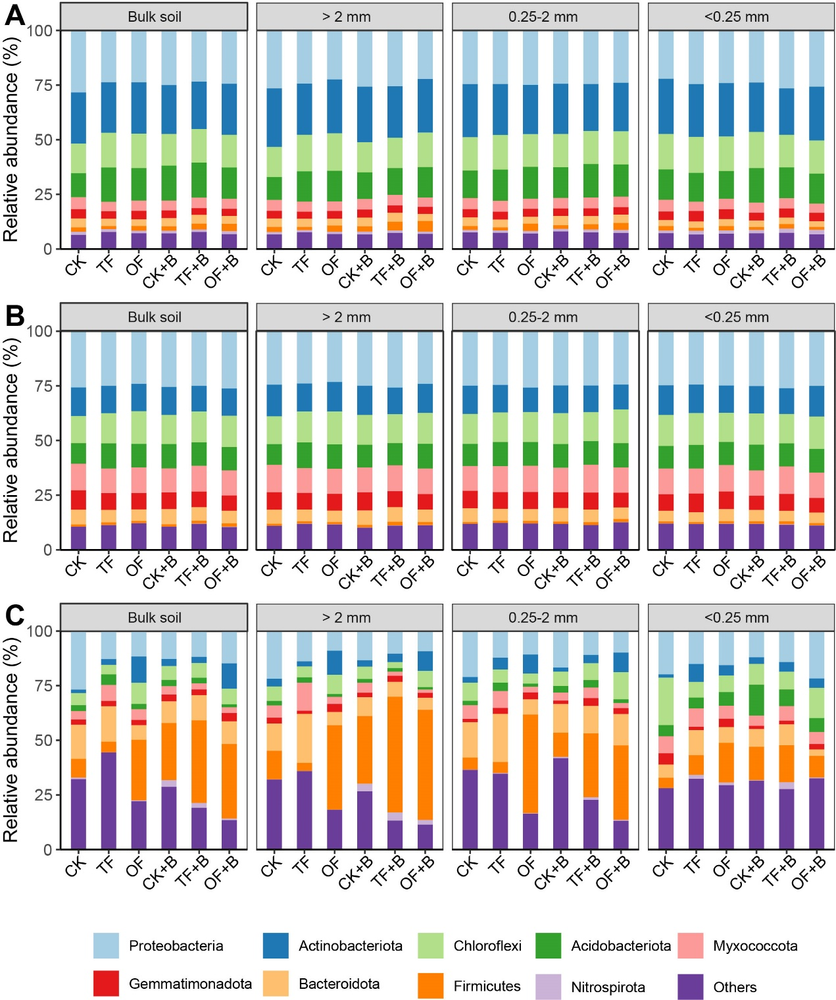 A
Bulk soil
> 2 mm
0.25-2 mm
<0.25 mm
Relative abundance (%)
100
75
50
25
0
CK TF OF CK+B TF+B OF+B
CK TF OF CK+B TF+B OF+B
CK TF OF CK+B TF+B OF+B
CK TF OF CK+B TF+B OF+B
B
Bulk soil
> 2 mm
0.25-2 mm
<0.25 mm
Relative abundance (%)
100
75
50
25
0
CK TF OF CK+B TF+B OF+B
CK TF OF CK+B TF+B OF+B
CK TF OF CK+B TF+B OF+B
CK TF OF CK+B TF+B OF+B
C
Bulk soil
> 2 mm
0.25-2 mm
<0.25 mm
Relative abundance (%)
100
75
50
25
0
CK TF OF CK+B TF+B OF+B
CK TF OF CK+B TF+B OF+B
CK TF OF CK+B TF+B OF+B
CK TF OF CK+B TF+B OF+B
Proteobacteria Actinobacteriota Chloroflexi Acidobacteriota Myxococcota
Gemmatimonadota Bacteroidota Firmicutes Nitrospirota Others